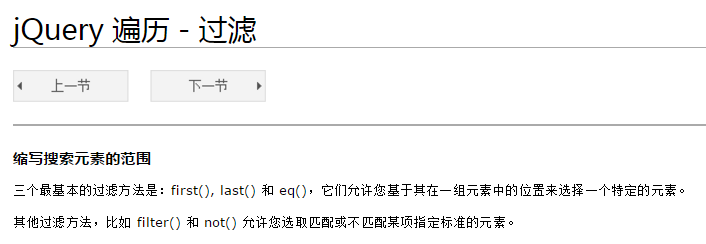 jQuery 遍历 - 过滤
上一节
下一节
缩写搜索元素的范围
三个最基本的过滤方法是：first(), last() 和 eq()，它们允许您基于其在一组元素中的位置来选择一个特定的元素。
其他过滤方法，比如 filter() 和 not() 允许您选取匹配或不匹配某项指定标准的元素。